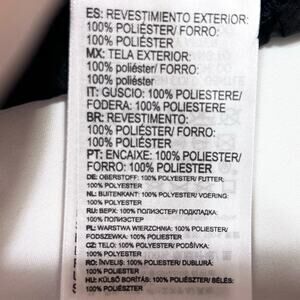 ES: REVESTIMIENTO EXTERIOR:
100% POLIÉSTER/ FORRO:
100% POLIÉSTER
MX: TELA EXTERIOR:
100% poliéster/ FORRO:
100% poliéster
IT: GUSCIO: 100% POLIESTERE/
FODERA: 100% POLIESTERE
BR: REVESTIMENTO:
100% POLIÉSTER/ FORRO:
100% POLIÉSTER
PT: ENCAIXE: 100% POLIÉSTER/
FORRO: 100% POLIÉSTER
DE: OBERSTOFF: 100% POLYESTER/ FUTTER:
100% POLYESTER
NL: BUITENKANT: 100% POLYESTER/ VOERING:
100% POLYESTER
RU: ВЕРХ: 100% ПОЛИЭСТЕР/ ПОДКЛАДКА:
100% ПОЛИЭСТЕР
PL: WARSTWA WIERZCHNIA: 100% POLIESTER/
PODSZEWKA: 100% POLIESTER
CZ: TELO: 100% POLYESTER/ PODŠÍVKA:
100% POLYESTER
RO: ÎNVELIŞ: 100% POLIESTER/ DUBLURĂ:
100% POLIESTER
HU: KÜLSŐ BORÍTÁS: 100% POLIÉSZTER/ BÉLÉS:
100% POLIÉSZTER